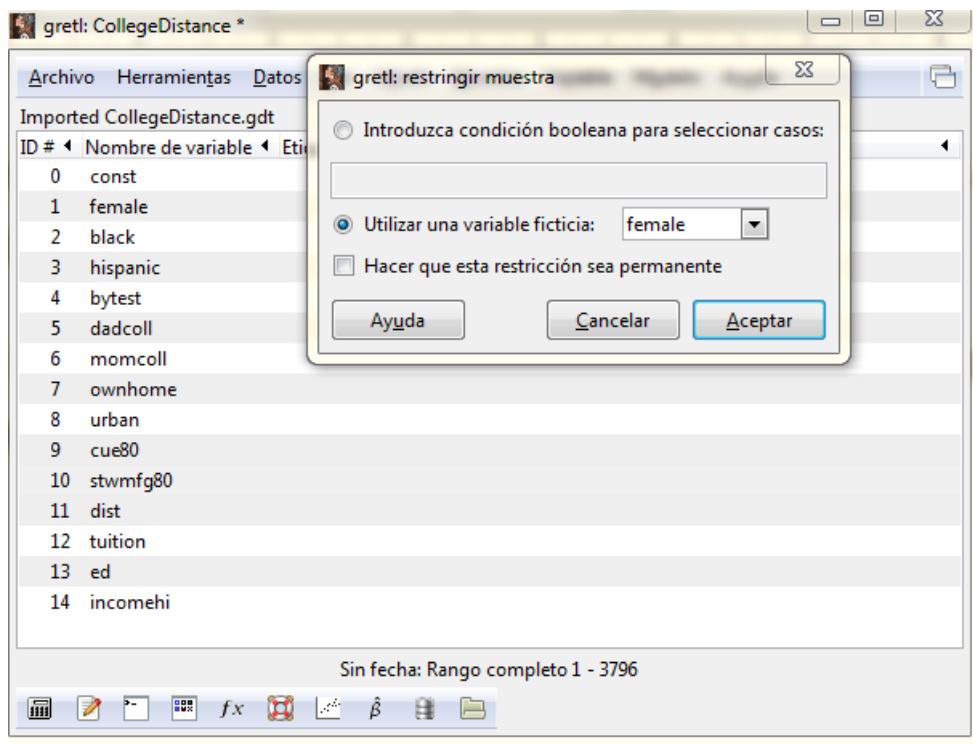 gretl: CollegeDistance *
Archivo Herramientas Datos
Imported CollegeDistance.gdt
ID # Nombre de variable Eti
0 const
1 female
2 black
3 hispanic
4 bytest
5 dadcoll
6 momcoll
7 ownhome
8 urban
9 cue80
10 stwmfg80
11 dist
12 tuition
13 ed
14 incomehi
gretl: restringir muestra
Introduzca condición booleana para seleccionar casos:
Utilizar una variable ficticia: female
Hacer que esta restricción sea permanente
Ayuda Cancelar Aceptar
Sin fecha: Rango completo 1 - 3796
fx β̂